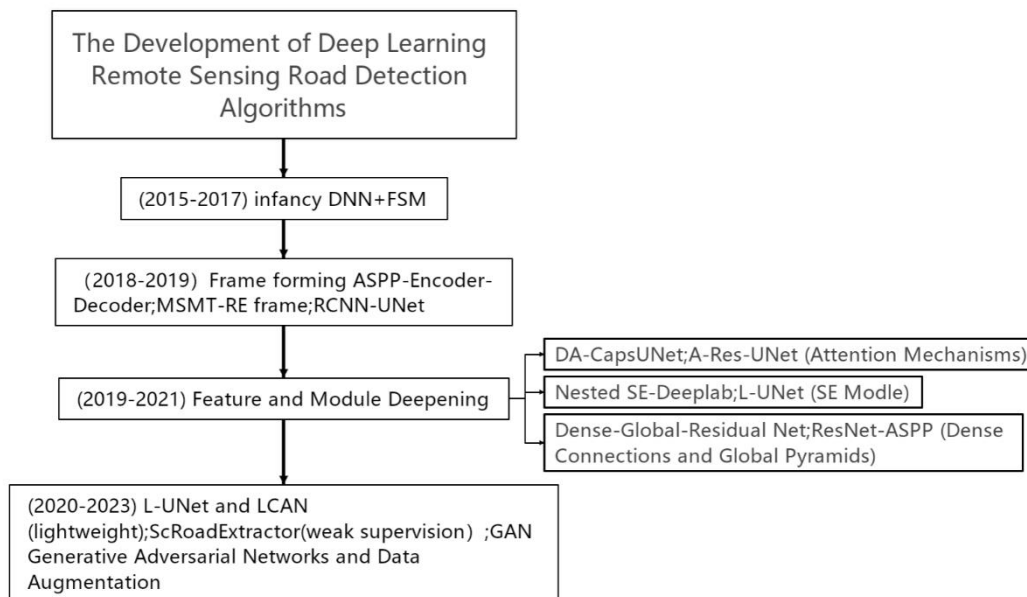 The Development of Deep Learning
Remote Sensing Road Detection
Algorithms
(2015-2017) infancy DNN+FSM
(2018-2019) Frame forming ASPP-Encoder-
Decoder;MSMT-RE frame;RCNN-UNet
(2019-2021) Feature and Module Deepening
DA-CapsUNet;A-Res-UNet (Attention Mechanisms)
Nested SE-Deeplab;L-UNet (SE Modle)
Dense-Global-Residual Net;ResNet-ASPP (Dense
Connections and Global Pyramids)
(2020-2023) L-UNet and LCAN
(lightweight);ScRoadExtractor(weak supervision) ;GAN
Generative Adversarial Networks and Data
Augmentation